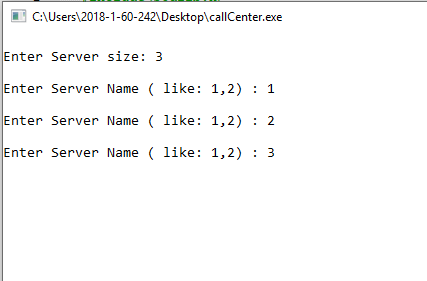 C:\Users\2018-1-60-242\Desktop\callCenter.exe
Enter Server size: 3
Enter Server Name ( like: 1,2) : 1
Enter Server Name ( like: 1,2) : 2
Enter Server Name ( like: 1,2) : 3